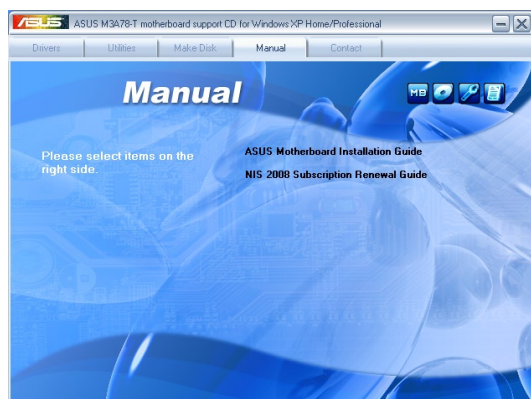 ASUS ASUS M3A78-T motherboard support CD for Windows XP Home/Professional
Drivers Utilities Make Disk Manual Contact
Manual
MB
Please select items on the
right side.
ASUS Motherboard Installation Guide
NIS 2008 Subscription Renewal Guide